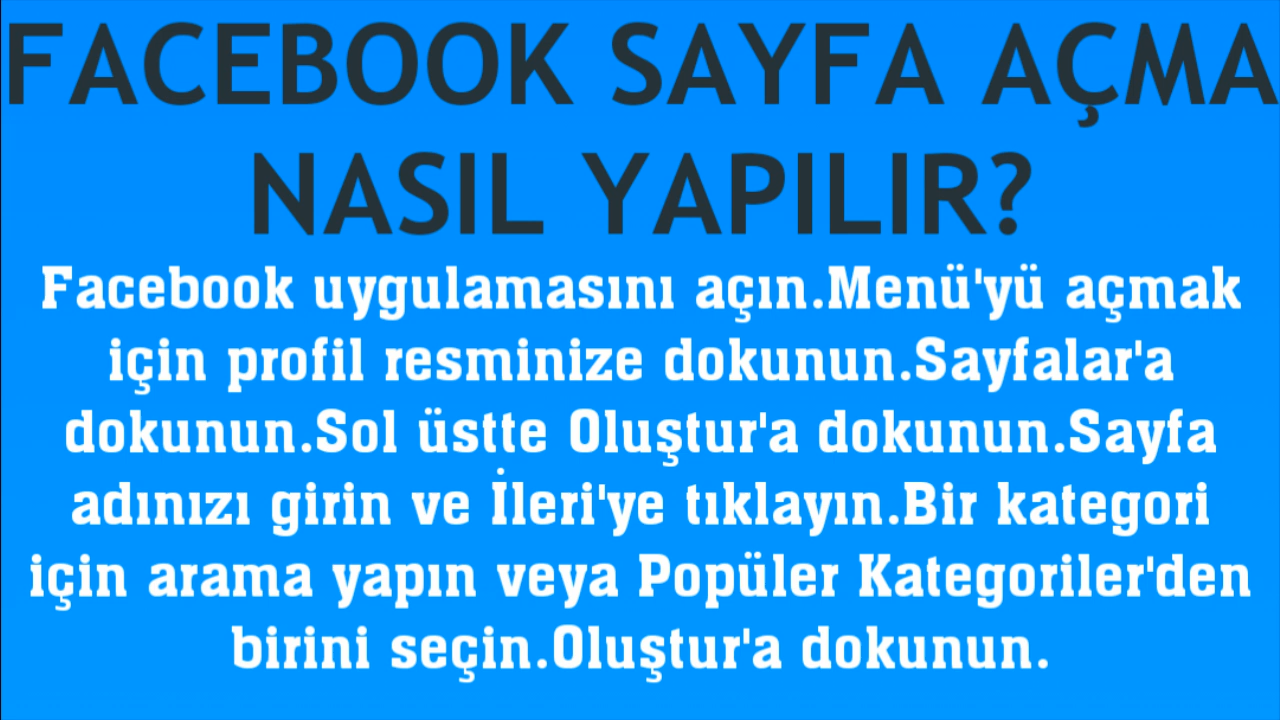 FACEBOOK SAYFA AÇMA
NASIL YAPILIR?
Facebook uygulamasını açın.Menü'yü açmak
için profil resminize dokunun.Sayfalar'a
dokunun.Sol üstte Oluştur'a dokunun.Sayfa
adınızı girin ve İleri'ye tıklayın.Bir kategori
için arama yapın veya Popüler Kategoriler'den
birini seçin.Oluştur'a dokunun.